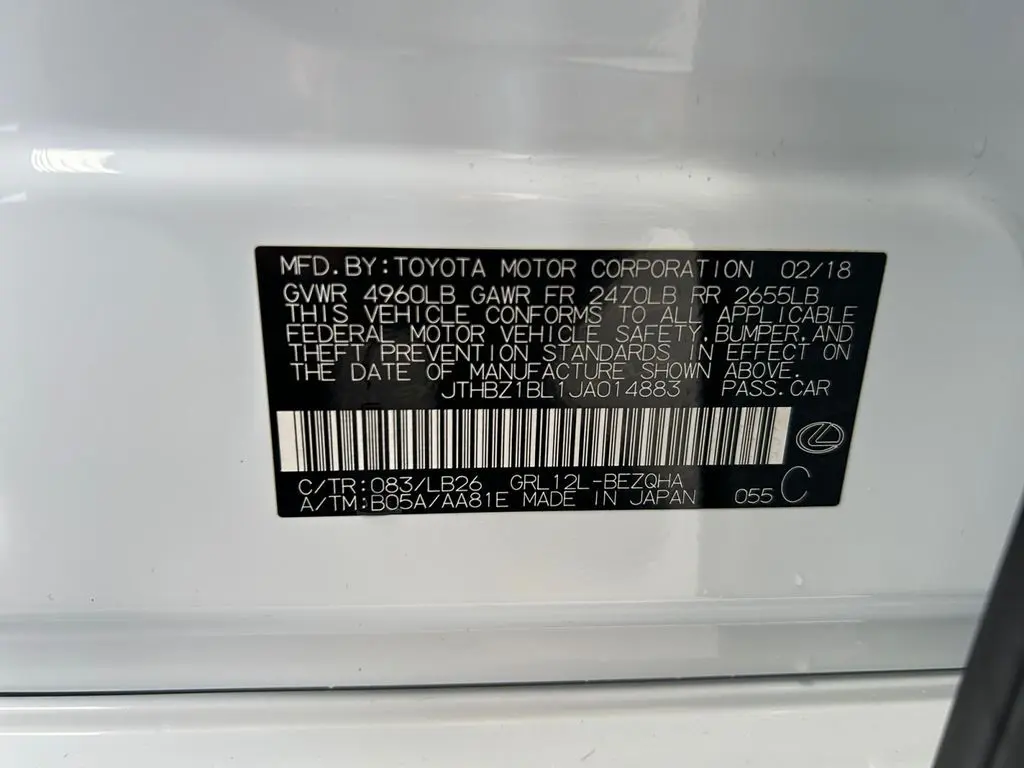 MFD.BY:TOYOTA MOTOR CORPORATION 02/18
GVWR 4960LB GAWR FR 2470LB RR 2655LB
THIS VEHICLE CONFORMS TO ALL APPLICABLE
FEDERAL MOTOR VEHICLE SAFETY,BUMPER,AND
THEFT PREVENTION STANDARDS IN EFFECT ON
THE DATE OF MANUFACTURE SHOWN ABOVE.
JTHBZ1BL1JA014883 PASS.CAR
C/TR:083/LB26 GRL12L-BEZQHA
A/TM:B05A/AA81E MADE IN JAPAN 055 C